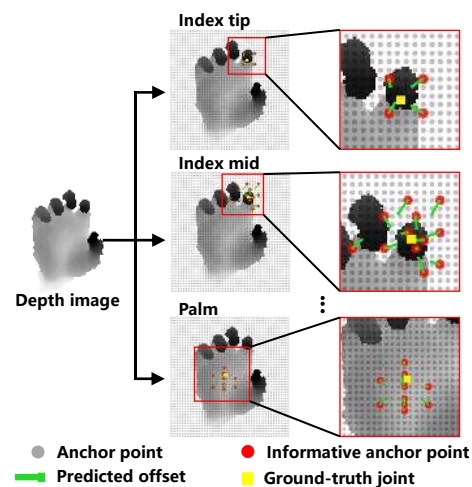 Index tip
Index mid
Depth image
Palm
Anchor point
Informative anchor point
Predicted offset
Ground-truth joint